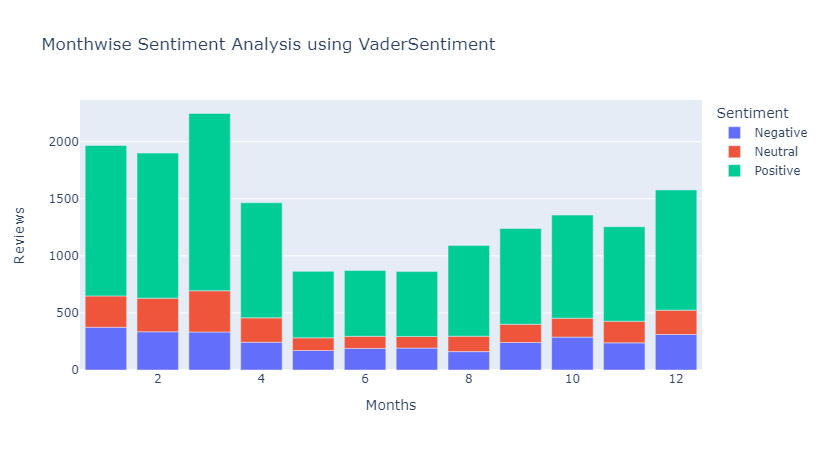 Monthwise Sentiment Analysis using VaderSentiment
Sentiment
Negative
Neutral
Positive
Reviews
2000
1500
1000
500
0
2 4 6 8 10 12
Months